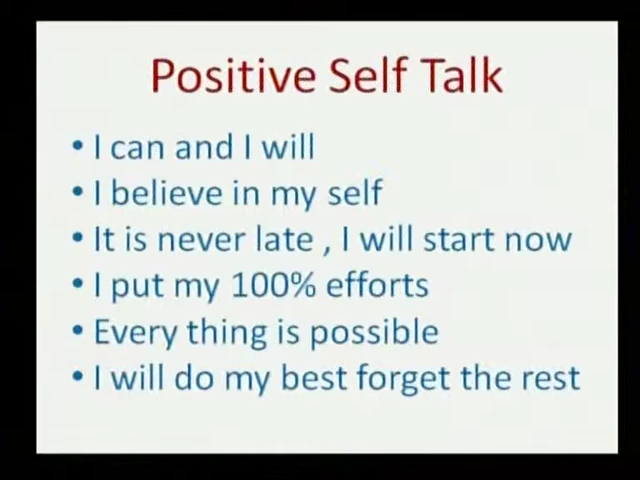 Positive Self Talk
• I can and I will
• I believe in my self
• It is never late , I will start now
• I put my 100% efforts
• Every thing is possible
• I will do my best forget the rest